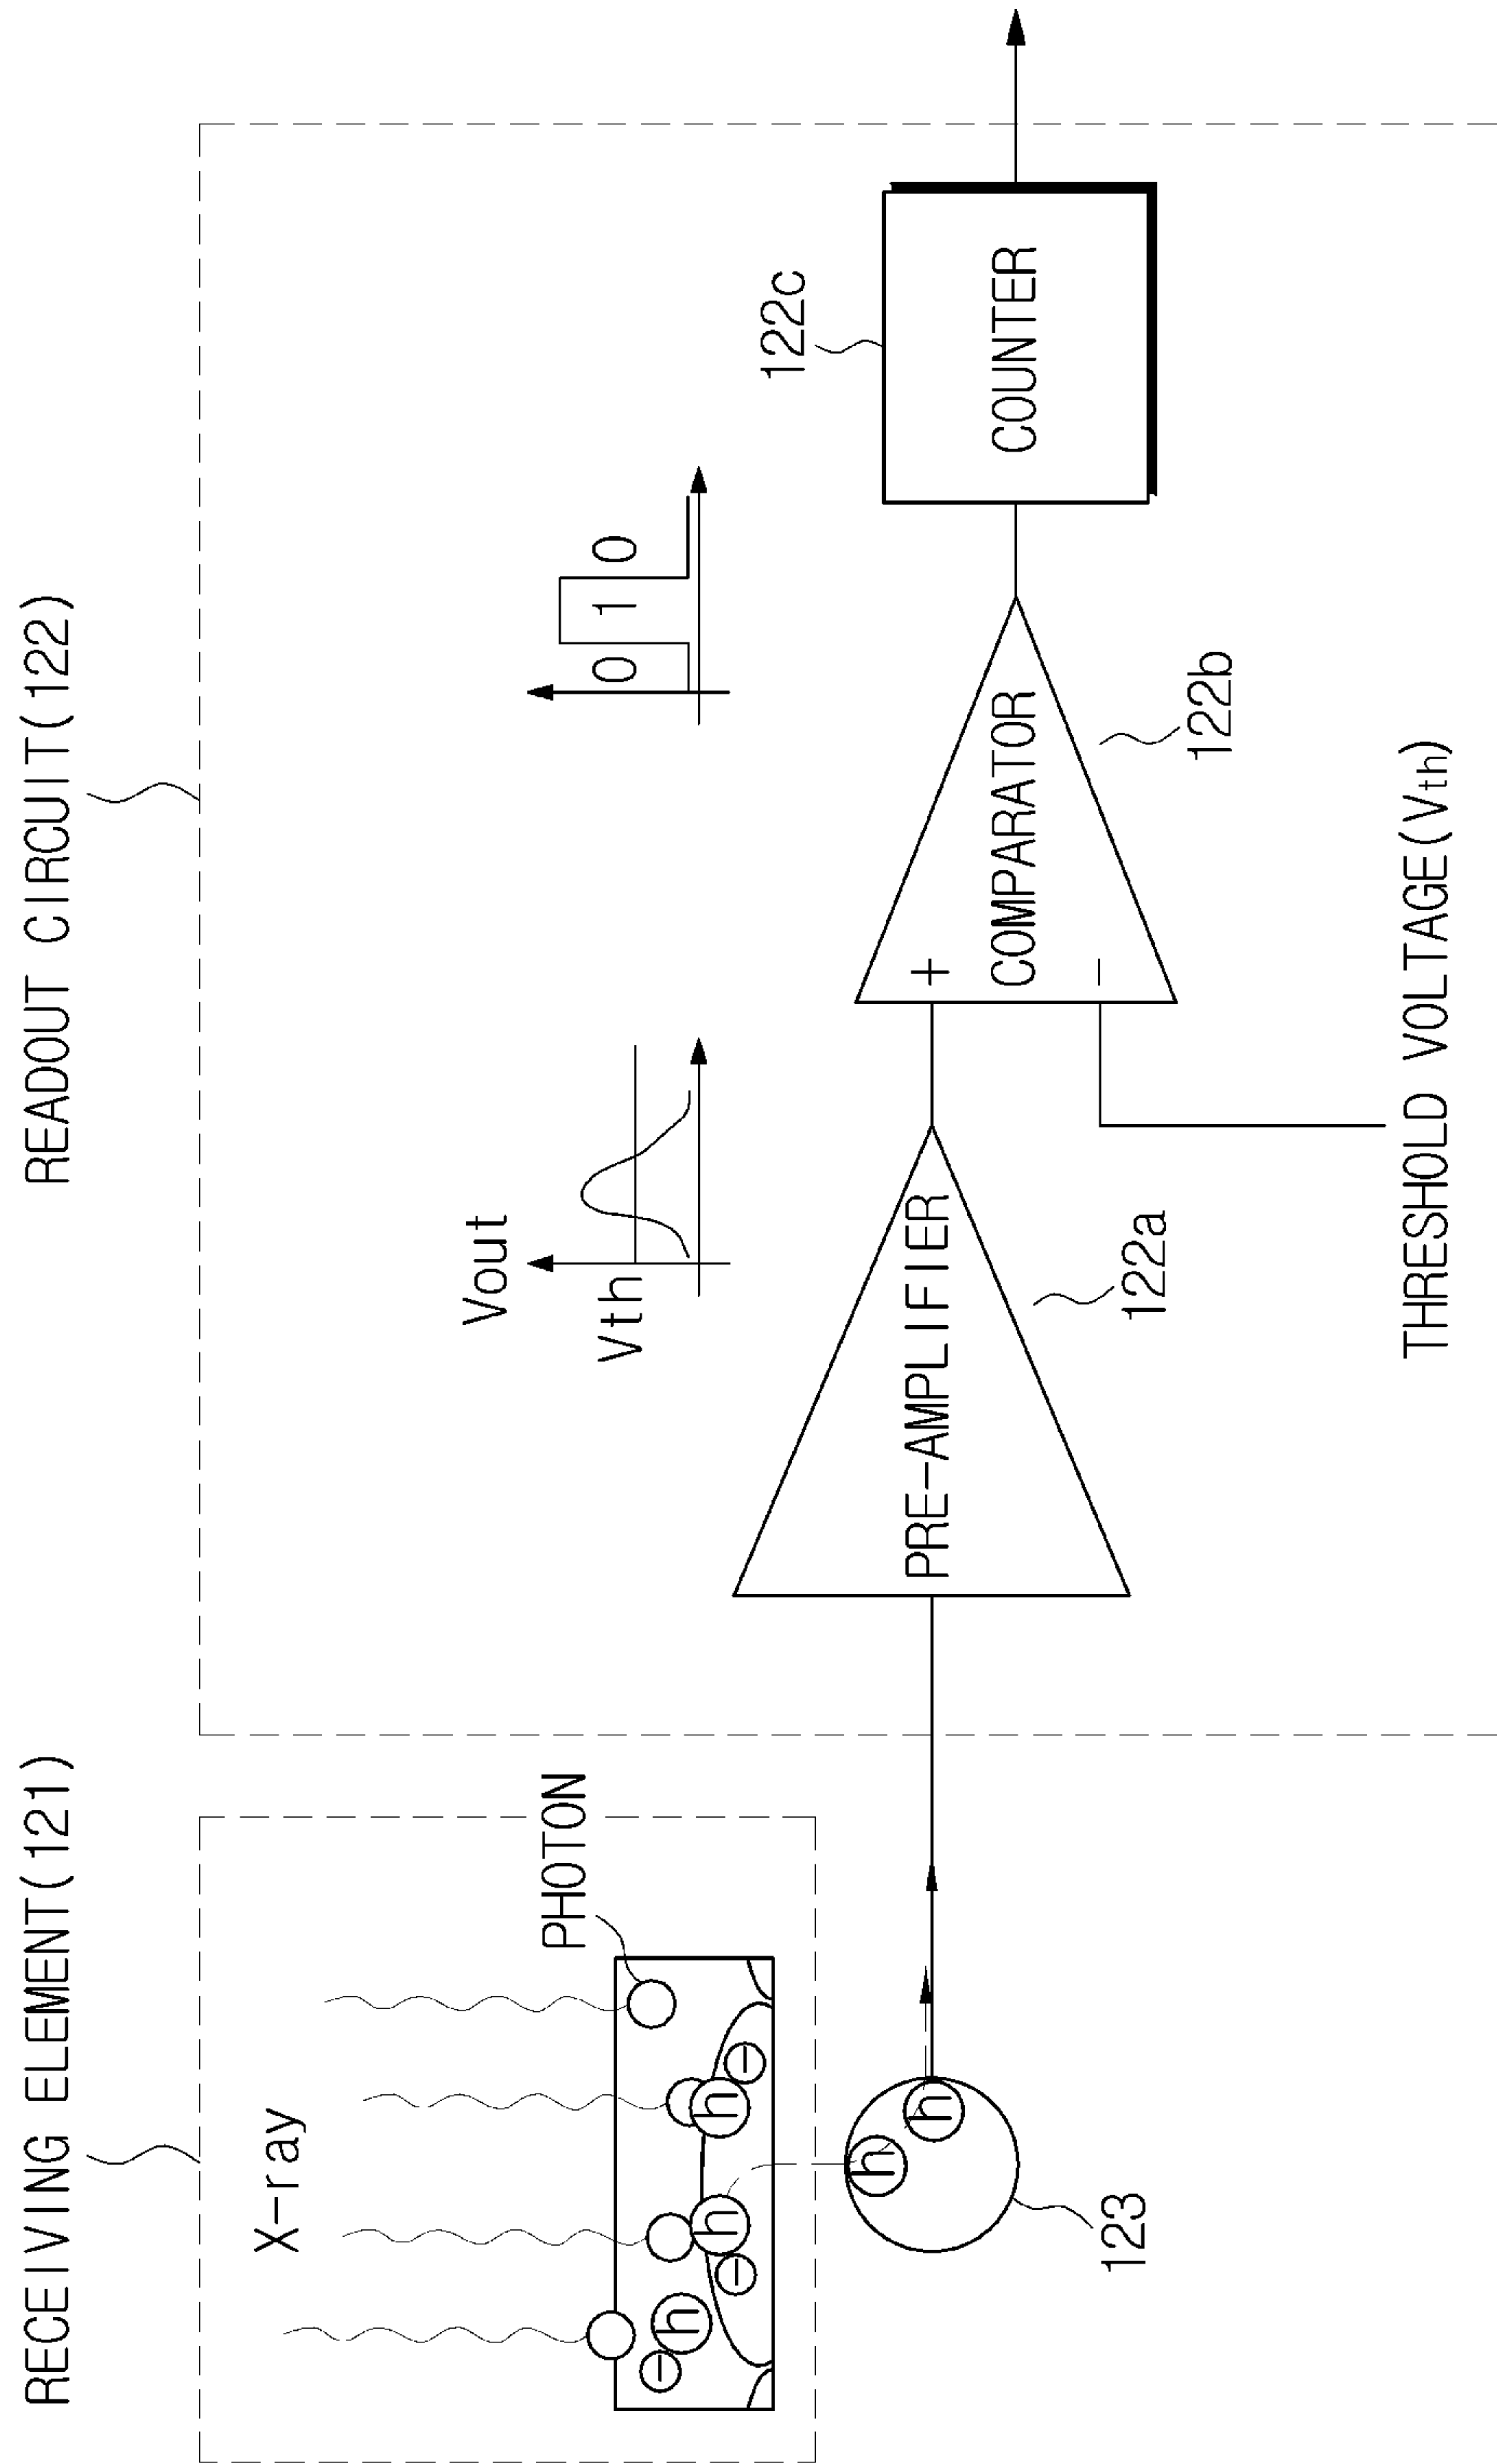 RECEIVING ELEMENT(121)
READOUT CIRCUIT(122)
X-ray
PHOTON
h
h
h
h
h
123
Vout
Vth
0 1 0
PRE-AMPLIFIER
122a
+
COMPARATOR
−
122b
COUNTER
122c
THRESHOLD VOLTAGE(Vth)